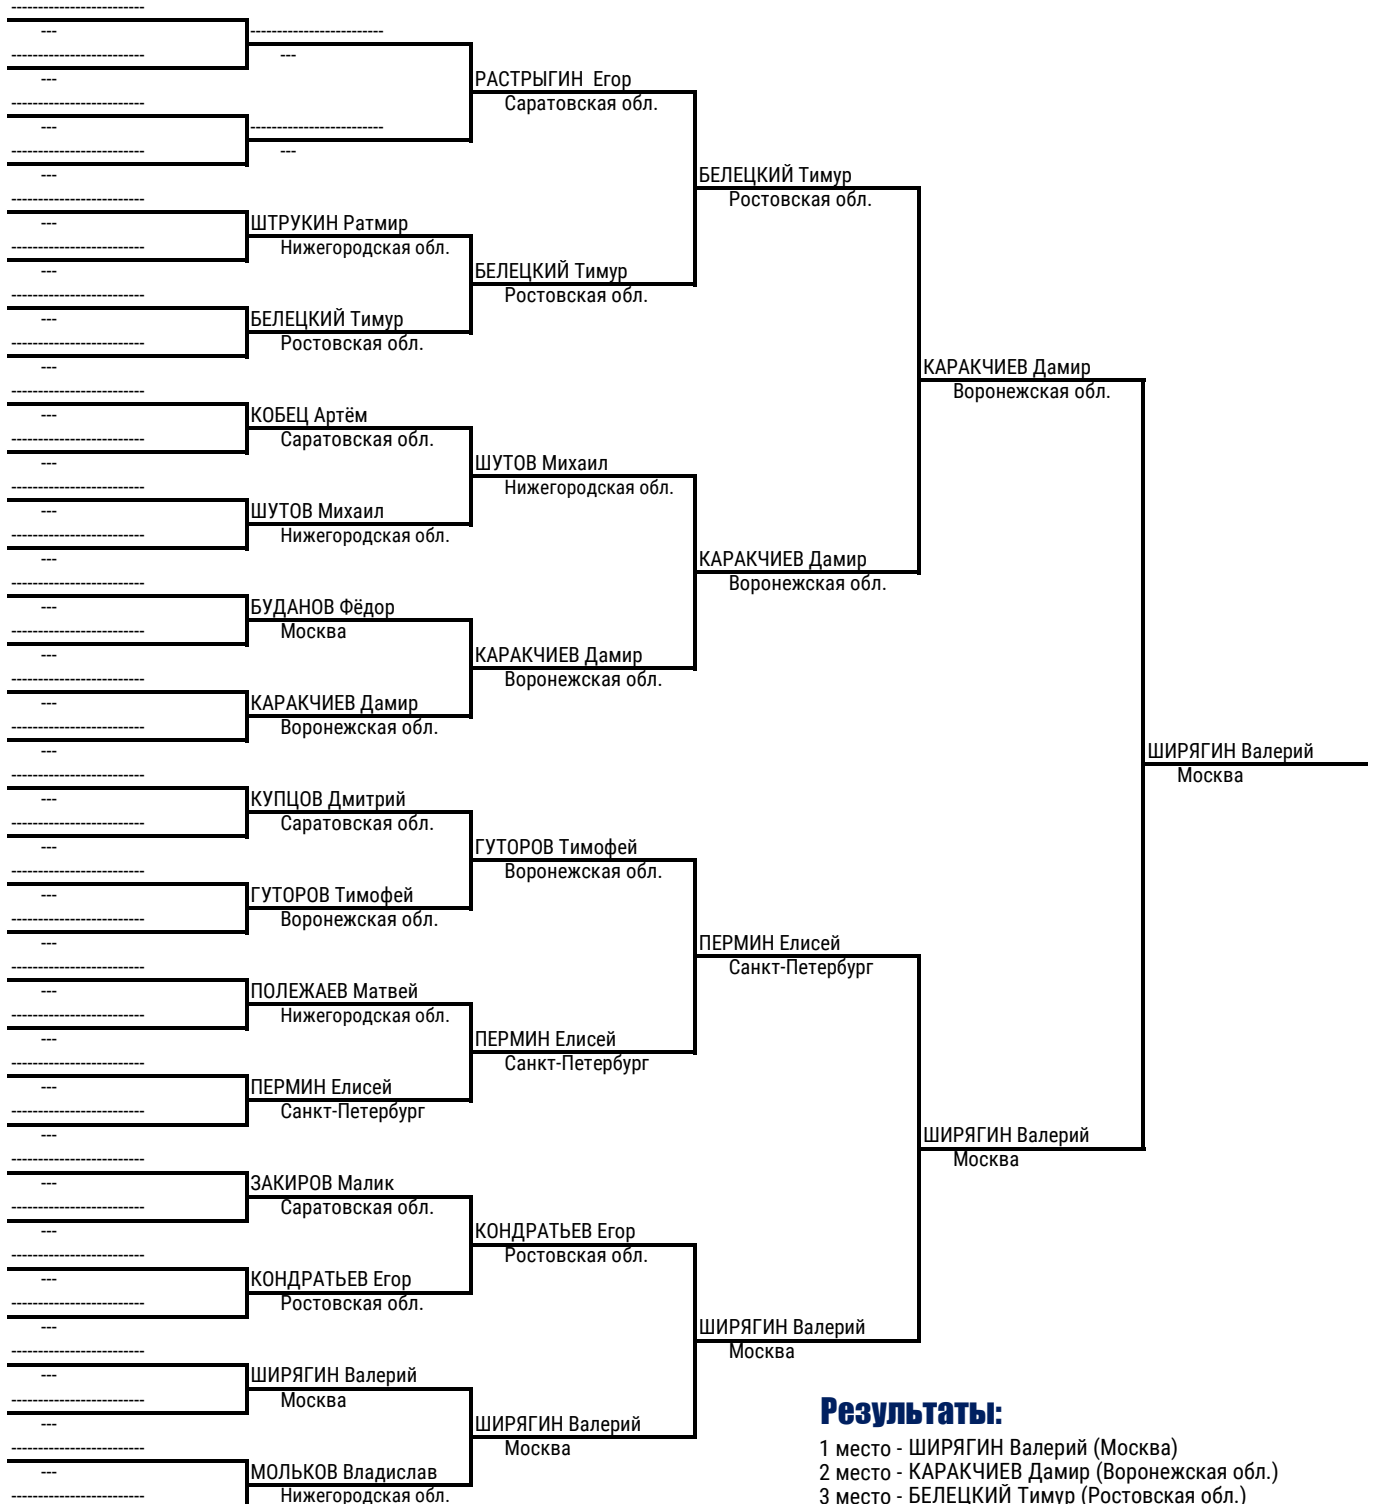 -------------------------
---
-------------------------
---
-------------------------
---
-------------------------
---
-------------------------
---
-------------------------
---
-------------------------
---
-------------------------
---
-------------------------
---
-------------------------
---
-------------------------
---
-------------------------
---
-------------------------
---
-------------------------
---
-------------------------
---
-------------------------
---
-------------------------
---
-------------------------
---
-------------------------
---
-------------------------
---
-------------------------
---
-------------------------
---
-------------------------
---
-------------------------
---
-------------------------
---
-------------------------
---
-------------------------
---
-------------------------
---
-------------------------
---
-------------------------
---
-------------------------
---
-------------------------
---
-------------------------
---
-------------------------
---
ШТРУКИН Ратмир
Нижегородская обл.
БЕЛЕЦКИЙ Тимур
Ростовская обл.
КОБЕЦ Артём
Саратовская обл.
ШУТОВ Михаил
Нижегородская обл.
БУДАНОВ Фёдор
Москва
КАРАКЧИЕВ Дамир
Воронежская обл.
КУПЦОВ Дмитрий
Саратовская обл.
ГУТОРОВ Тимофей
Воронежская обл.
ПОЛЕЖАЕВ Матвей
Нижегородская обл.
ПЕРМИН Елисей
Санкт-Петербург
ЗАКИРОВ Малик
Саратовская обл.
КОНДРАТЬЕВ Егор
Ростовская обл.
ШИРЯГИН Валерий
Москва
МОЛЬКОВ Владислав
Нижегородская обл.
РАСТРЫГИН Егор
Саратовская обл.
БЕЛЕЦКИЙ Тимур
Ростовская обл.
ШУТОВ Михаил
Нижегородская обл.
КАРАКЧИЕВ Дамир
Воронежская обл.
ГУТОРОВ Тимофей
Воронежская обл.
ПЕРМИН Елисей
Санкт-Петербург
КОНДРАТЬЕВ Егор
Ростовская обл.
ШИРЯГИН Валерий
Москва
БЕЛЕЦКИЙ Тимур
Ростовская обл.
КАРАКЧИЕВ Дамир
Воронежская обл.
ПЕРМИН Елисей
Санкт-Петербург
ШИРЯГИН Валерий
Москва
КАРАКЧИЕВ Дамир
Воронежская обл.
ШИРЯГИН Валерий
Москва
ШИРЯГИН Валерий
Москва
Результаты:
1 место - ШИРЯГИН Валерий (Москва)
2 место - КАРАКЧИЕВ Дамир (Воронежская обл.)
3 место - БЕЛЕЦКИЙ Тимур (Ростовская обл.)